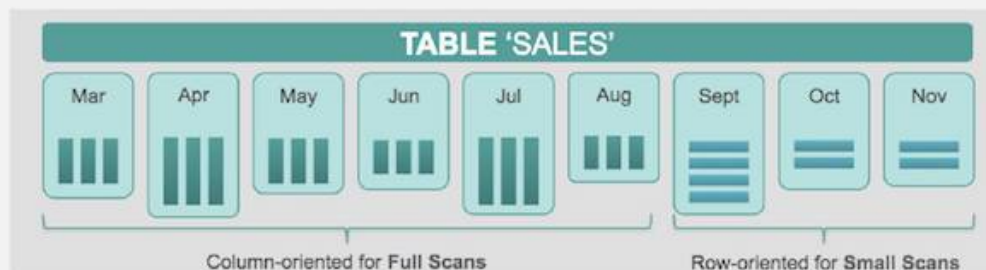 TABLE ‘SALES’
Mar Apr May Jun Jul Aug Sept Oct Nov
Column-oriented for Full Scans Row-oriented for Small Scans